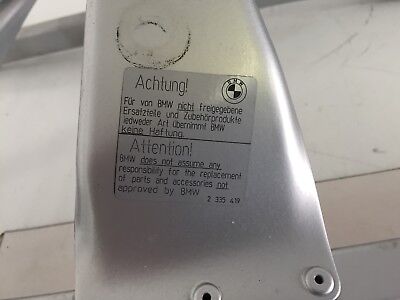 Achtung!
BMW
Für von BMW nicht freigegebene
Ersatzteile und Zubehörprodukte
jedweder Art übernimmt BMW
keine Haftung.
Attention!
BMW does not assume any
responsibility for the replacement
of parts and accessories not
approved by BMW
2 335 419